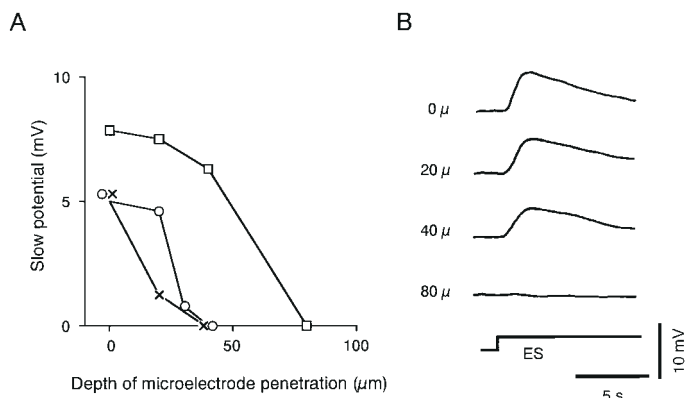 A
10
5
0
Slow potential (mV)
0
50
100
Depth of microelectrode penetration (μm)
B
0 μ
20 μ
40 μ
80 μ
ES
10 mV
5 s